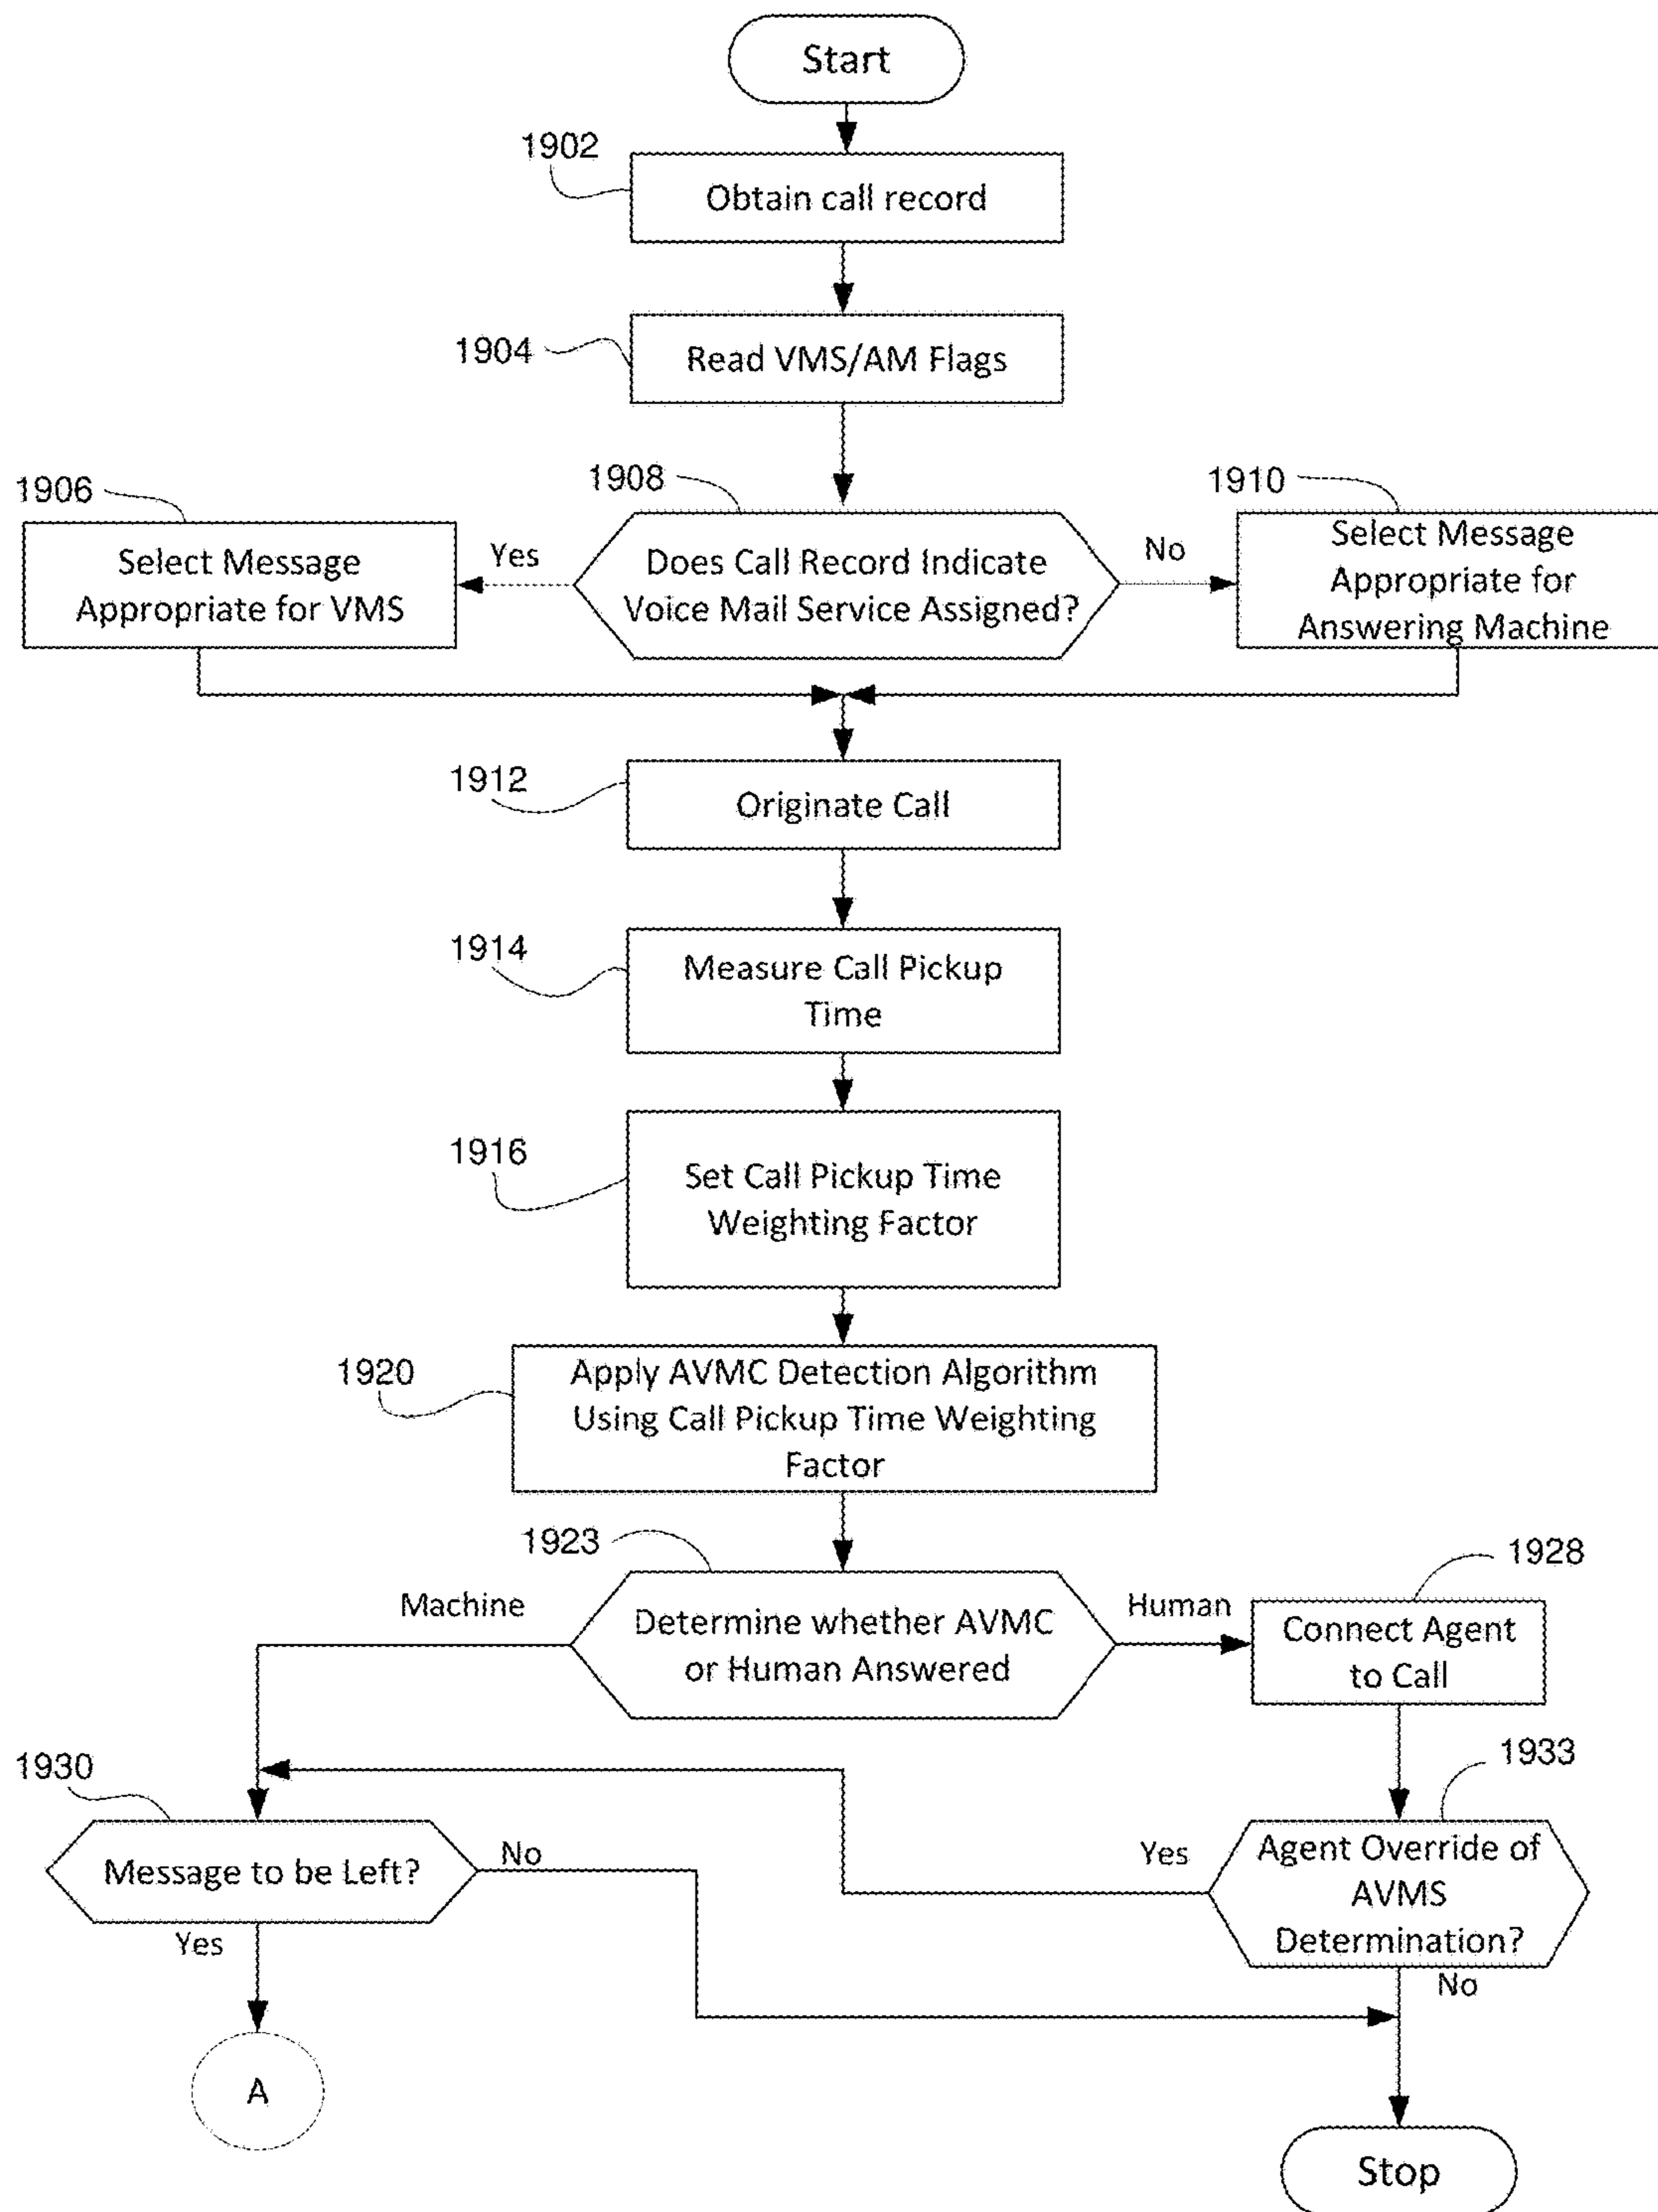 Start
1902
Obtain call record
1904
Read VMS/AM Flags
1906
Select Message
Appropriate for VMS
Yes
1908
Does Call Record Indicate
Voice Mail Service Assigned?
No
1910
Select Message
Appropriate for
Answering Machine
1912
Originate Call
1914
Measure Call Pickup
Time
1916
Set Call Pickup Time
Weighting Factor
1920
Apply AVMC Detection Algorithm
Using Call Pickup Time Weighting
Factor
1923
Machine
Determine whether AVMC
or Human Answered
Human
1928
Connect Agent
to Call
1930
Message to be Left?
No
Yes
1933
Yes
Agent Override of
AVMS
Determination?
No
A
Stop